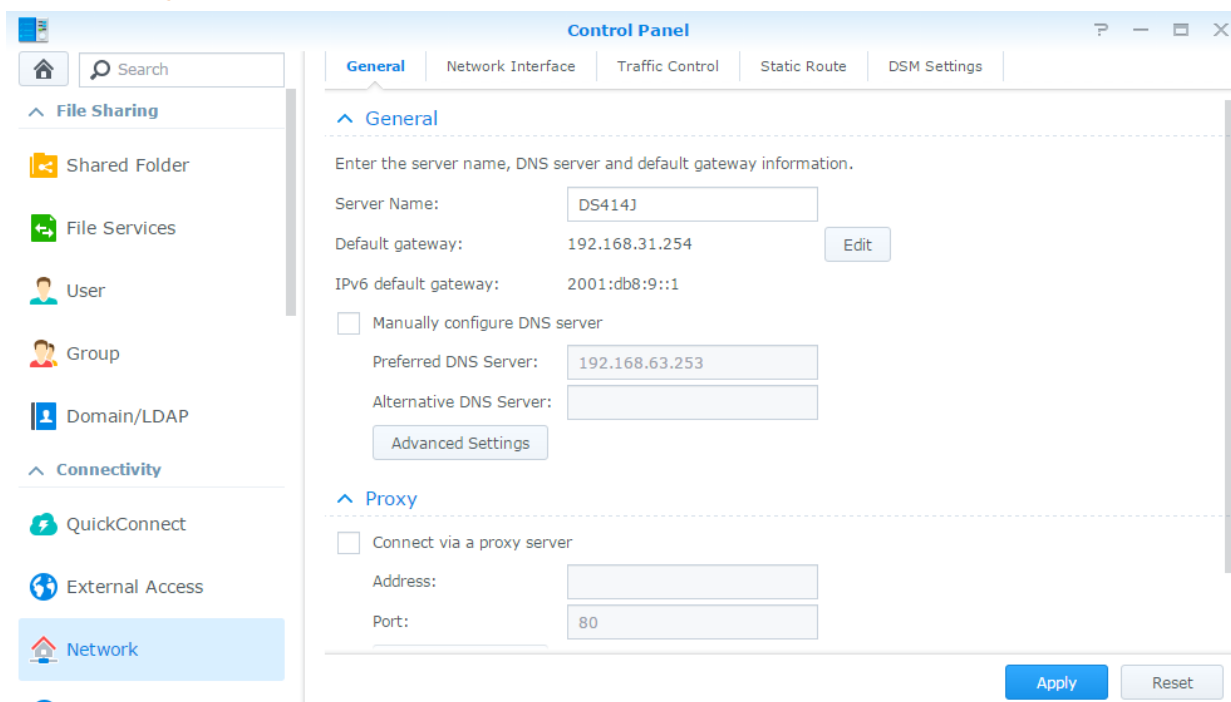 Control Panel
Search
File Sharing
Shared Folder
File Services
User
Group
Domain/LDAP
Connectivity
QuickConnect
External Access
Network
General Network Interface Traffic Control Static Route DSM Settings
General
Enter the server name, DNS server and default gateway information.
Server Name: DS414J
Default gateway: 192.168.31.254 Edit
IPv6 default gateway: 2001:db8:9::1
Manually configure DNS server
Preferred DNS Server: 192.168.63.253
Alternative DNS Server:
Advanced Settings
Proxy
Connect via a proxy server
Address:
Port: 80
Apply Reset